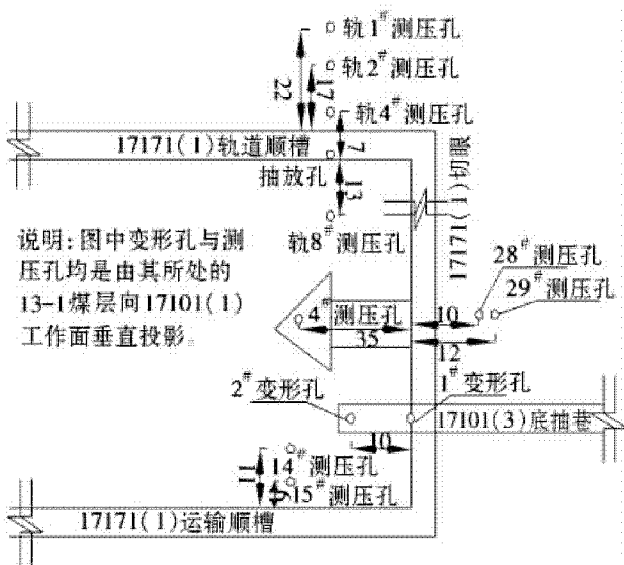 轨1#测压孔
轨2#测压孔
22
17
轨4#测压孔
17171(1)轨道顺槽
7
抽放孔
13
17171(1)切眼
轨8#测压孔
说明:图中变形孔与测
压孔均是由其所处的
13-1煤层向17101(1)
工作面垂直投影。
28#测压孔
29#测压孔
4#测压孔
10
35
12
2#变形孔
1#变形孔
17101(3)底抽巷
10
14#测压孔
11
6
15#测压孔
17171(1)运输顺槽